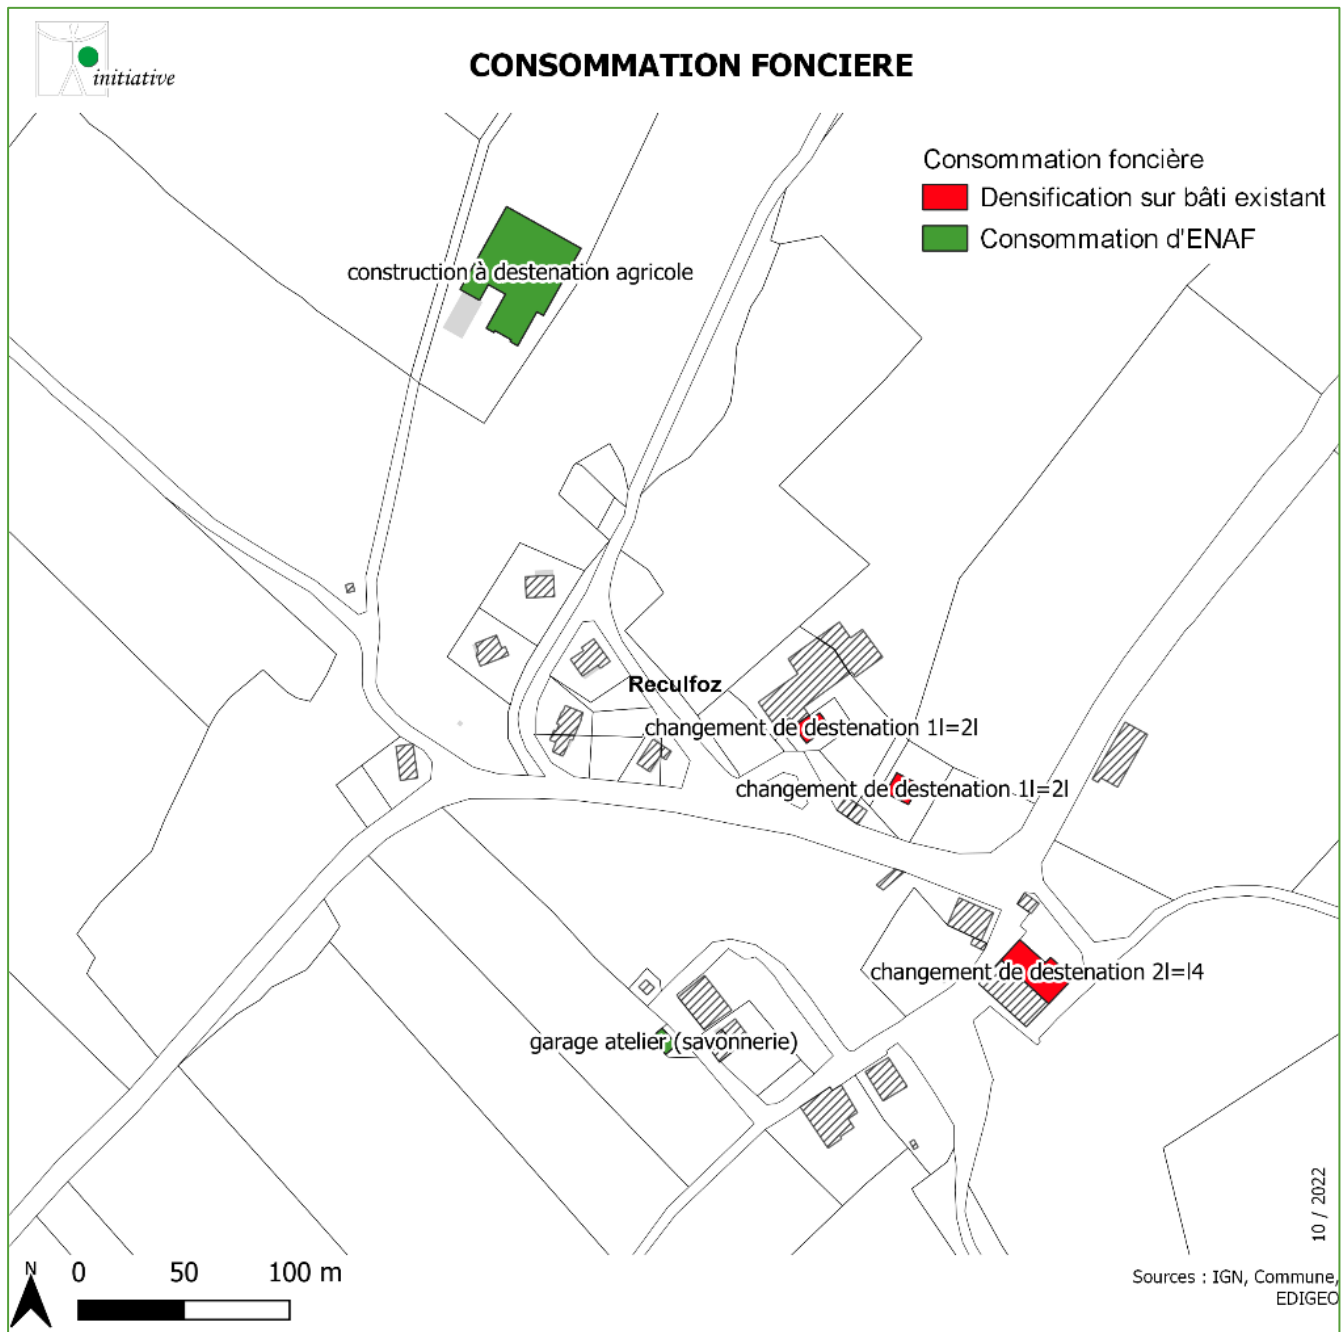 initiative
CONSOMMATION FONCIERE
Consommation foncière
Densification sur bâti existant
Consommation d'ENAF
construction à destenation agricole
Reculfoz
changement de destenation 1l=2l
changement de destenation 1l=2l
changement de destenation 2l=l4
garage atelier (savonnerie)
10 / 2022
N
0 50 100 m
Sources : IGN, Commune,
EDIGEO